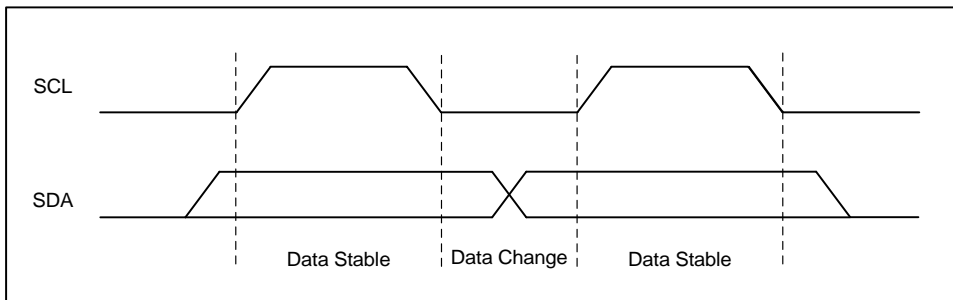 SCL
SDA
Data Stable
Data Change
Data Stable